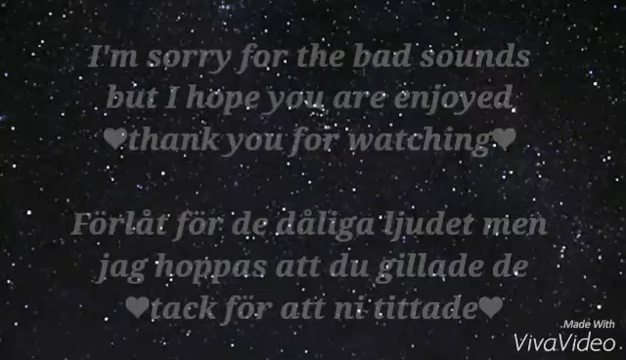 I'm sorry for the bad sounds
but I hope you are enjoyed
♥thank you for watching♥
Förlåt för de dåliga ljudet men
jag hoppas att du gillade de
♥tack för att ni tittade♥
Made With
VivaVideo